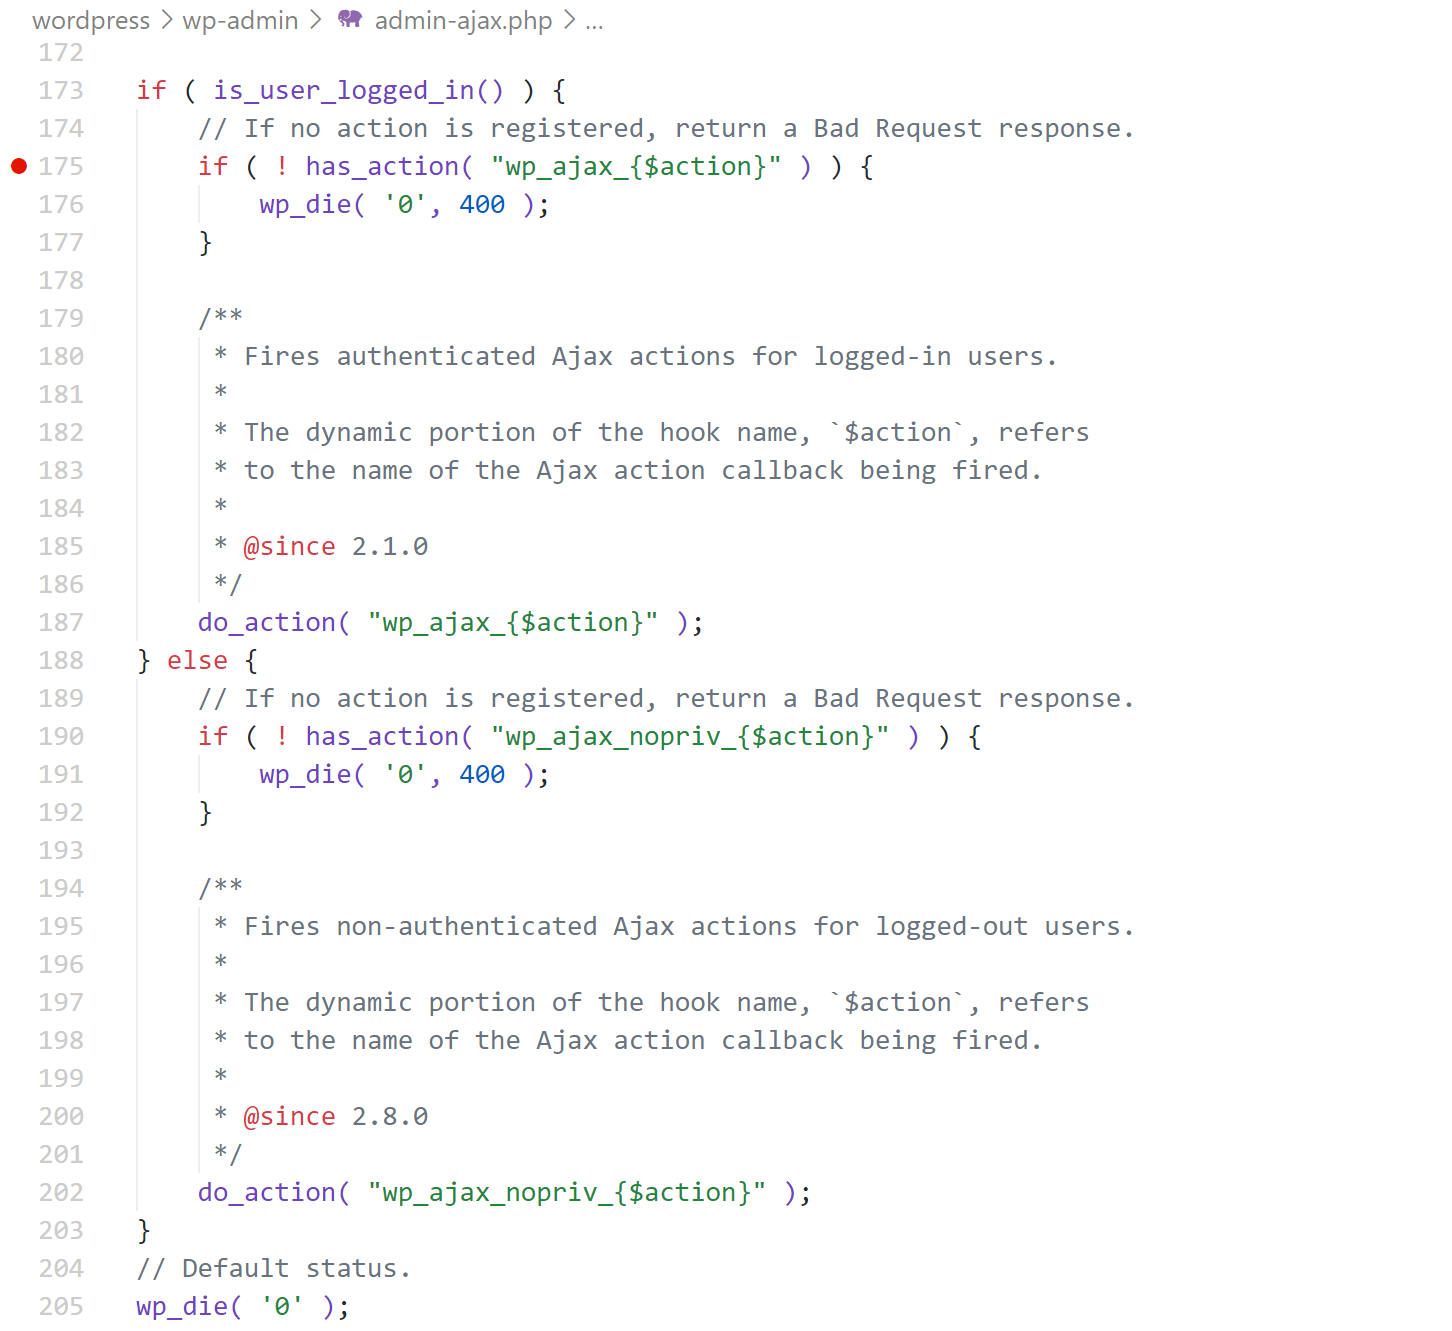 wordpress > wp-admin > admin-ajax.php > ...
172
173 if ( is_user_logged_in() ) {
174 // If no action is registered, return a Bad Request response.
175 if ( ! has_action( "wp_ajax_{$action}" ) ) {
176 wp_die( '0', 400 );
177 }
178
179 /**
180 * Fires authenticated Ajax actions for logged-in users.
181 *
182 * The dynamic portion of the hook name, `$action`, refers
183 * to the name of the Ajax action callback being fired.
184 *
185 * @since 2.1.0
186 */
187 do_action( "wp_ajax_{$action}" );
188 } else {
189 // If no action is registered, return a Bad Request response.
190 if ( ! has_action( "wp_ajax_nopriv_{$action}" ) ) {
191 wp_die( '0', 400 );
192 }
193
194 /**
195 * Fires non-authenticated Ajax actions for logged-out users.
196 *
197 * The dynamic portion of the hook name, `$action`, refers
198 * to the name of the Ajax action callback being fired.
199 *
200 * @since 2.8.0
201 */
202 do_action( "wp_ajax_nopriv_{$action}" );
203 }
204 // Default status.
205 wp_die( '0' );